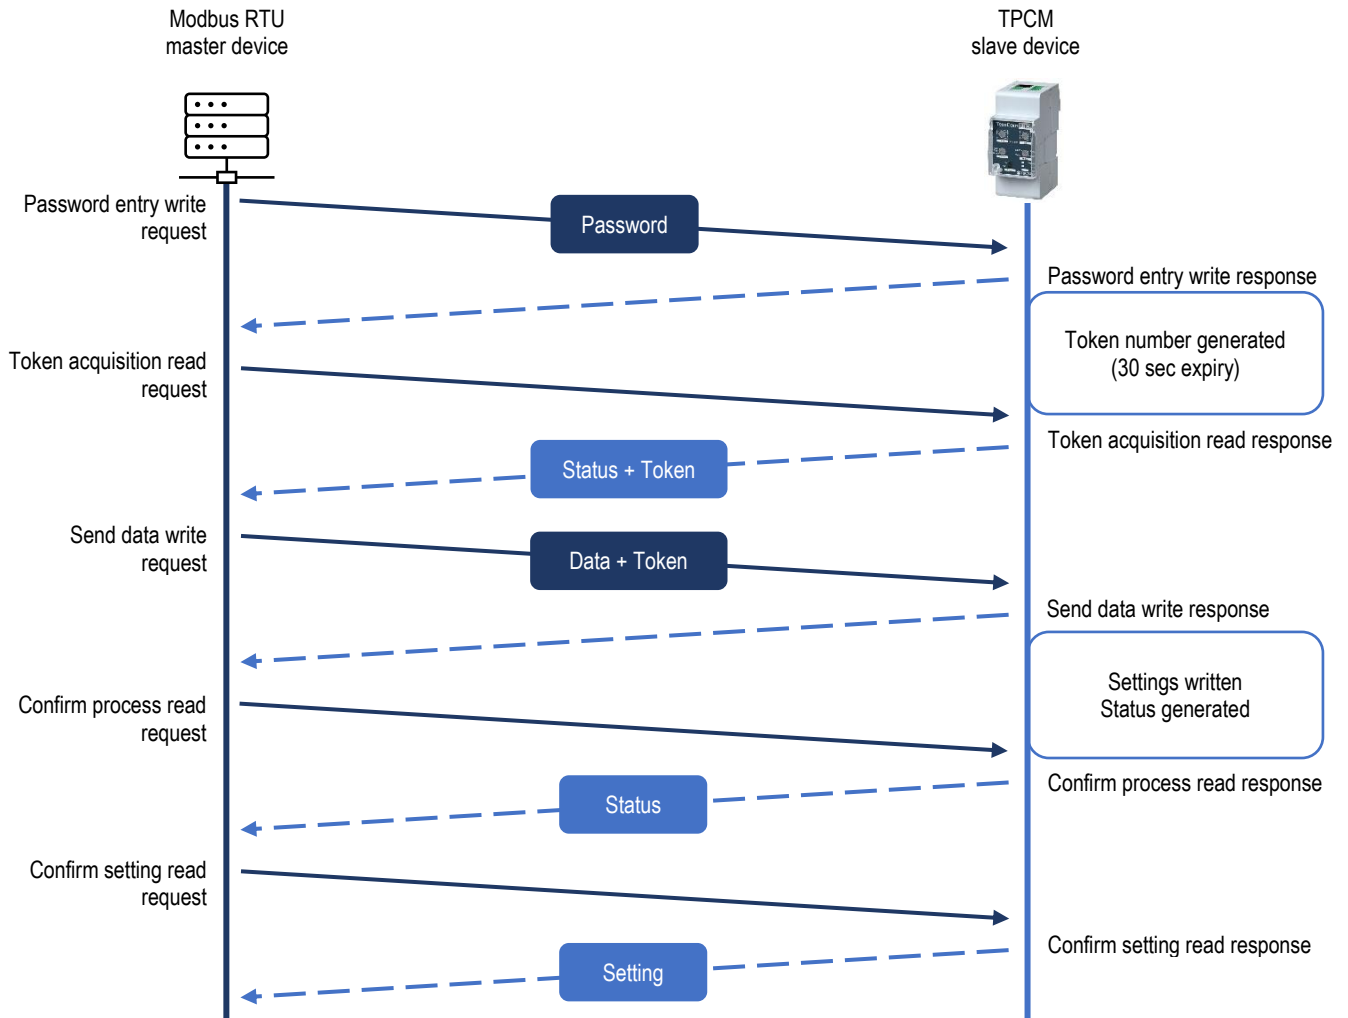 Modbus RTU
master device
TPCM
slave device
Password entry write
request
Password
Password entry write response
Token number generated
(30 sec expiry)
Token acquisition read
request
Token acquisition read response
Status + Token
Send data write
request
Data + Token
Send data write response
Settings written
Status generated
Confirm process read
request
Confirm process read response
Status
Confirm setting read
request
Confirm setting read response
Setting